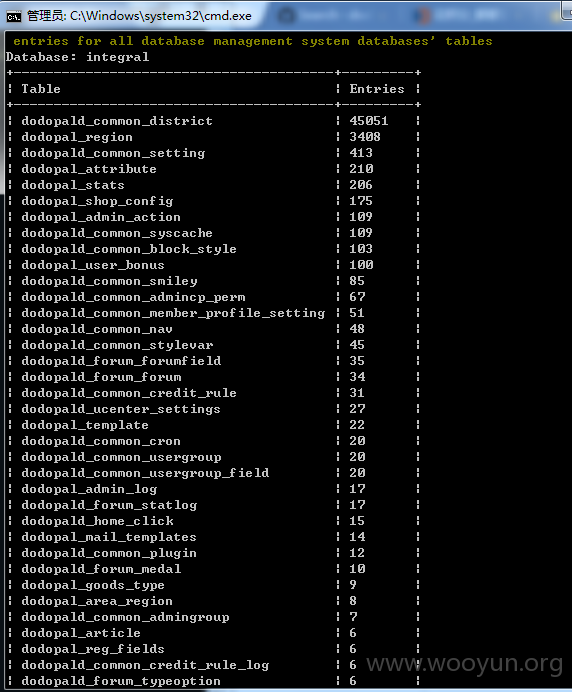 管理员: C:\Windows\system32\cmd.exe
entries for all database management system databases' tables
Database: integral
| Table | Entries |
| dodopald_common_district | 45051 |
| dodopal_region | 3408 |
| dodopald_common_setting | 413 |
| dodopal_attribute | 210 |
| dodopal_stats | 206 |
| dodopal_shop_config | 175 |
| dodopal_admin_action | 109 |
| dodopald_common_syscache | 109 |
| dodopald_common_block_style | 103 |
| dodopal_user_bonus | 100 |
| dodopald_common_smiley | 85 |
| dodopald_common_admincp_perm | 67 |
| dodopald_common_member_profile_setting | 51 |
| dodopald_common_nav | 48 |
| dodopald_common_stylevar | 45 |
| dodopald_forum_forumfield | 35 |
| dodopald_forum_forum | 34 |
| dodopald_common_credit_rule | 31 |
| dodopald_ucenter_settings | 27 |
| dodopal_template | 22 |
| dodopald_common_cron | 20 |
| dodopald_common_usergroup | 20 |
| dodopald_common_usergroup_field | 20 |
| dodopal_admin_log | 17 |
| dodopald_forum_statlog | 17 |
| dodopald_home_click | 15 |
| dodopal_mail_templates | 14 |
| dodopald_common_plugin | 12 |
| dodopald_forum_medal | 10 |
| dodopal_goods_type | 9 |
| dodopal_area_region | 8 |
| dodopald_common_admingroup | 7 |
| dodopal_article | 6 |
| dodopal_reg_fields | 6 |
| dodopald_common_credit_rule_log | 6 |
| dodopald_forum_typeoption | 6 |
www.wooyun.org